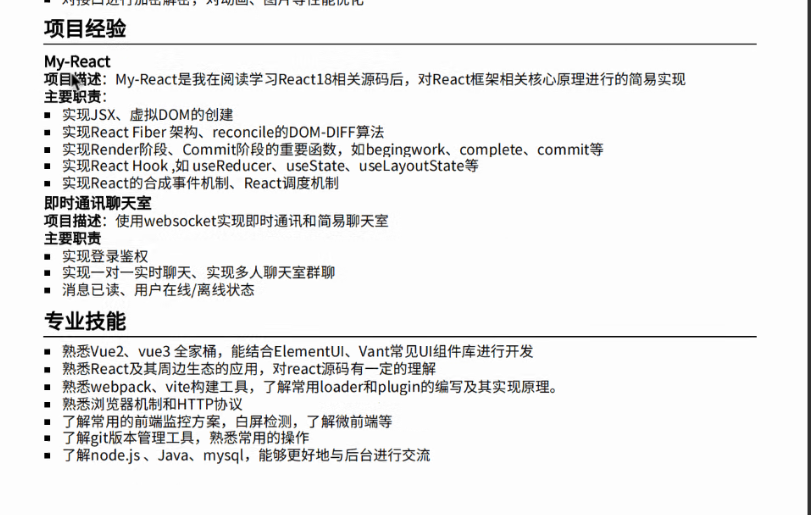 对接口进行加密解密，对动画、图片等性能优化
项目经验
My-React
项目描述：My-React是我在阅读学习React18相关源码后，对React框架相关核心原理进行的简易实现
主要职责：
▪ 实现JSX、虚拟DOM的创建
▪ 实现React Fiber 架构、reconcile的DOM-DIFF算法
▪ 实现Render阶段、Commit阶段的重要函数，如begingwork、complete、commit等
▪ 实现React Hook ,如 useReducer、useState、useLayoutState等
▪ 实现React的合成事件机制、React调度机制
即时通讯聊天室
项目描述：使用websocket实现即时通讯和简易聊天室
主要职责
▪ 实现登录鉴权
▪ 实现一对一实时聊天、实现多人聊天室群聊
▪ 消息已读、用户在线/离线状态
专业技能
▪ 熟悉Vue2、vue3 全家桶，能结合ElementUI、Vant常见UI组件库进行开发
▪ 熟悉React及其周边生态的应用，对react源码有一定的理解
▪ 熟悉webpack、vite构建工具，了解常用loader和plugin的编写及其实现原理。
▪ 熟悉浏览器机制和HTTP协议
▪ 了解常用的前端监控方案，白屏检测，了解微前端等
▪ 了解git版本管理工具，熟悉常用的操作
▪ 了解node.js 、Java、mysql，能够更好地与后台进行交流